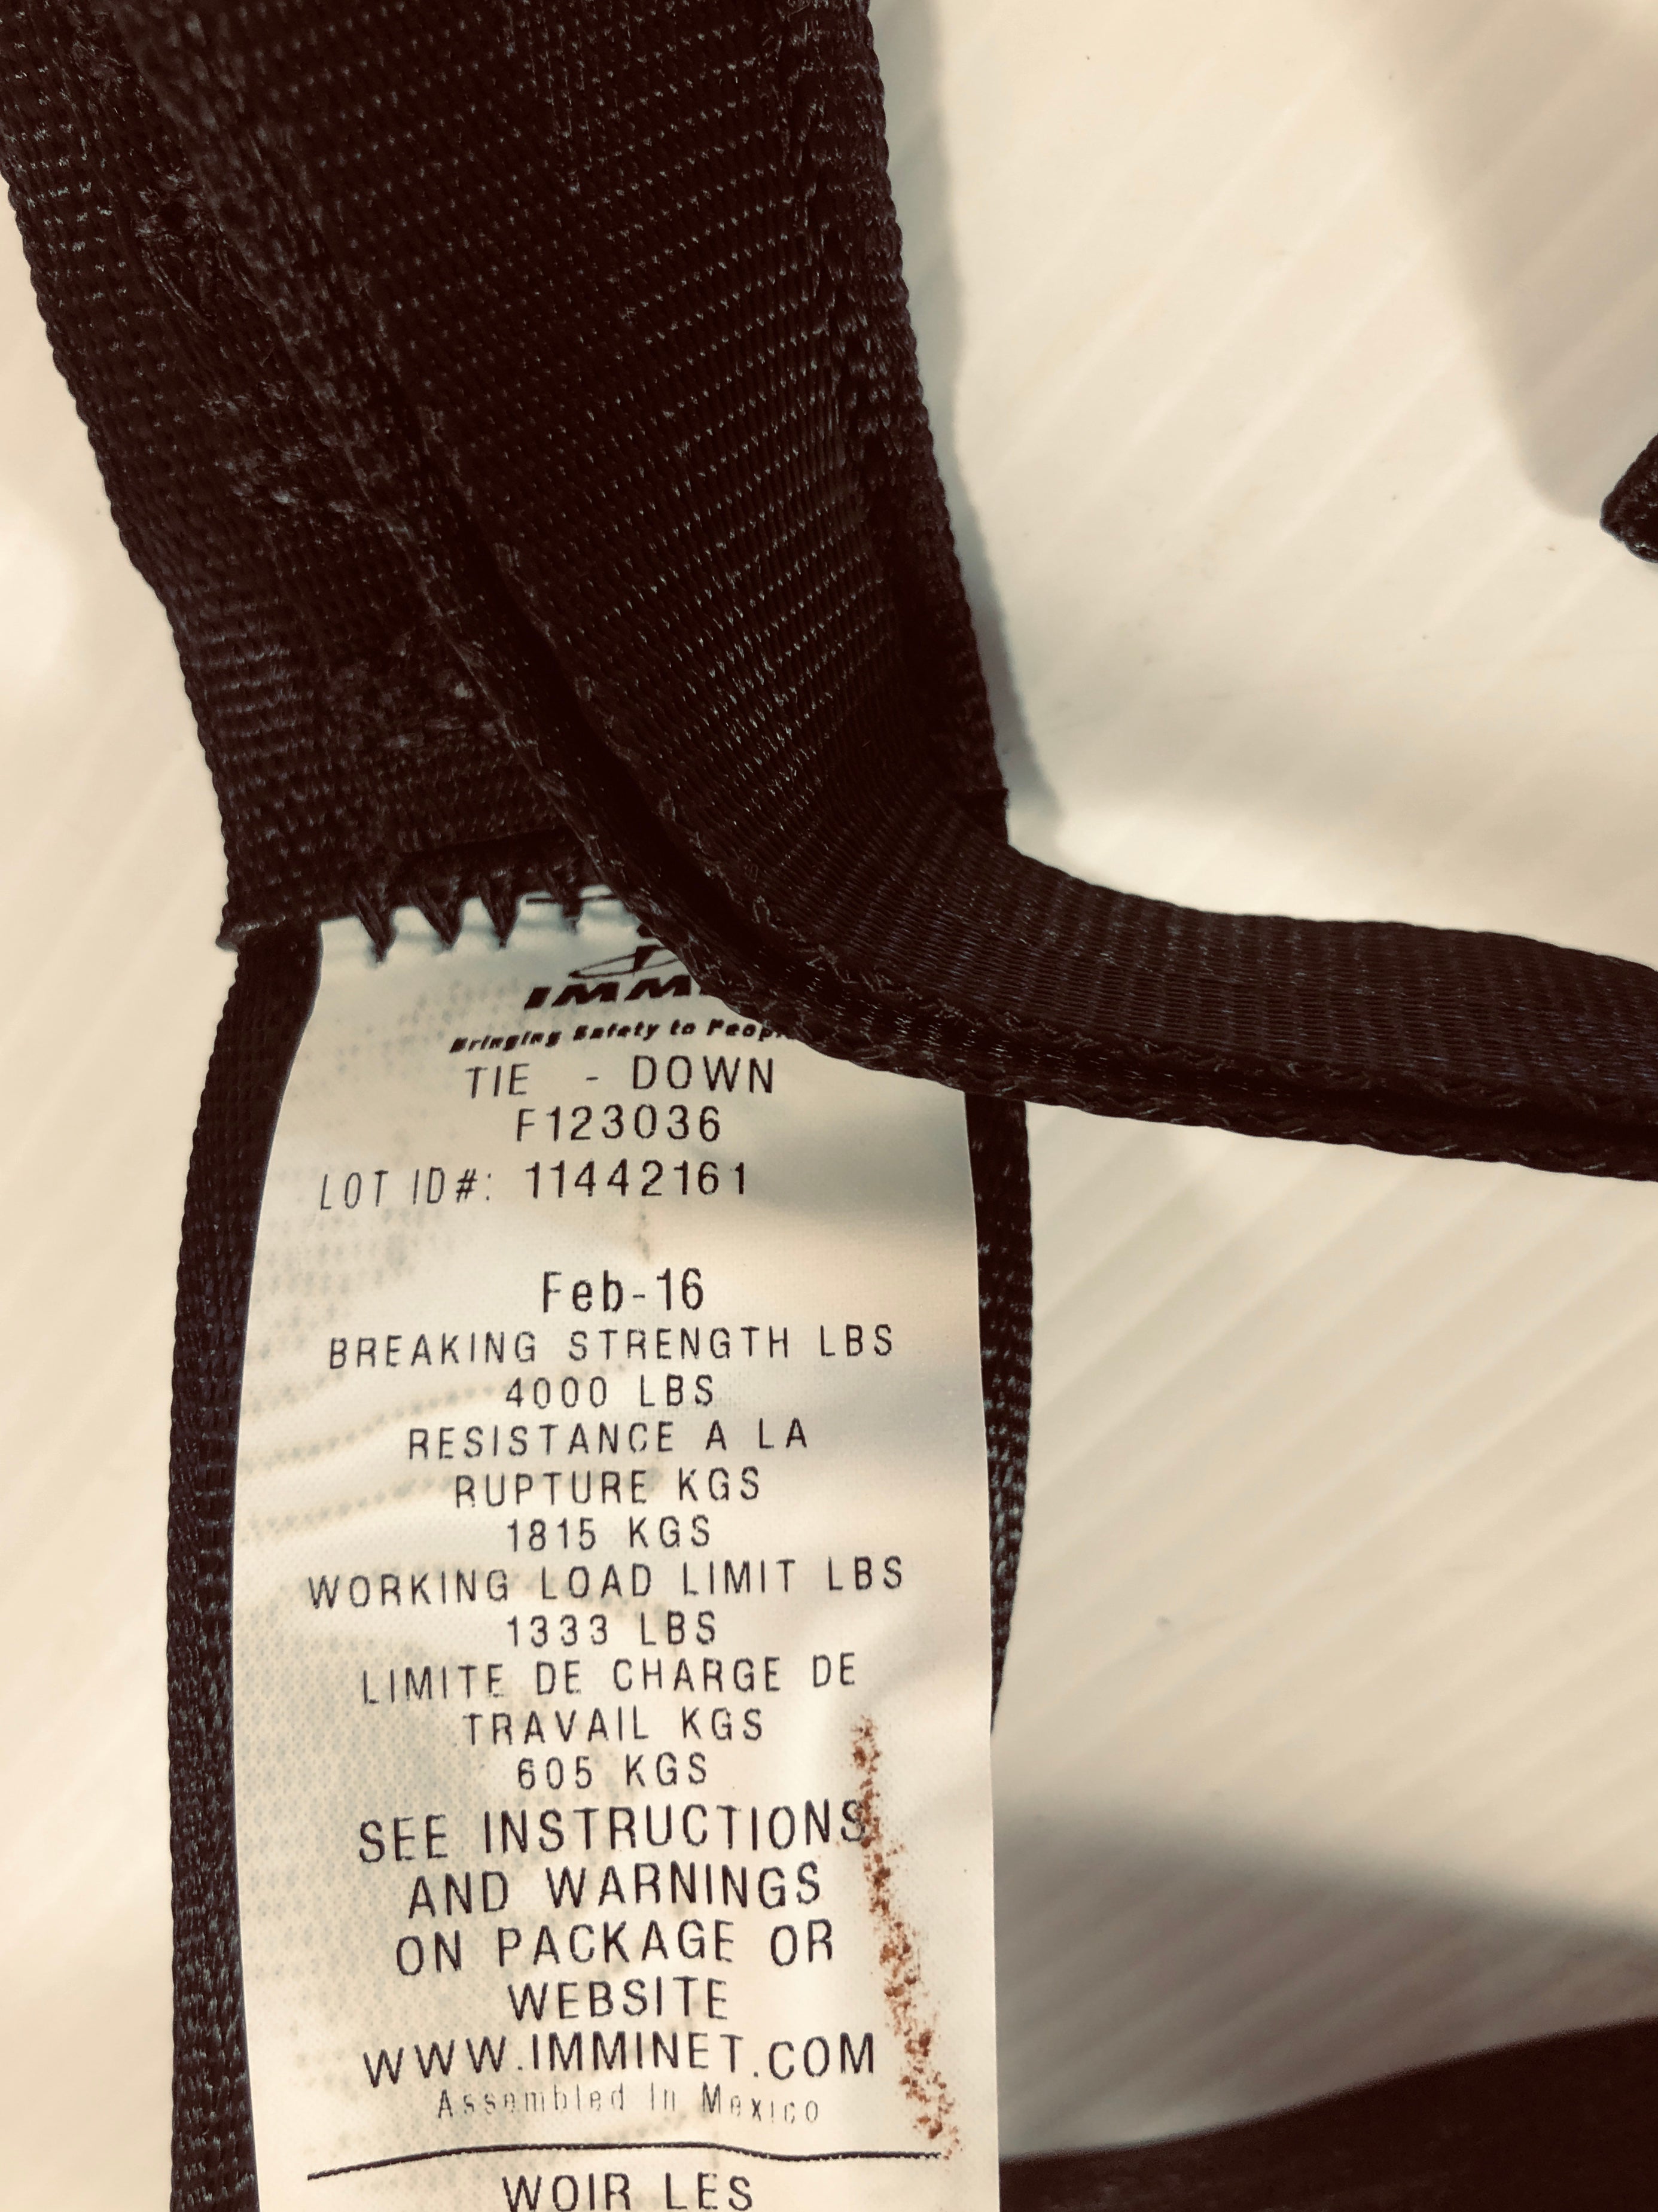 Bringing Safety to
TIE - DOWN
F123036
LOT ID#: 11442161
Feb-16
BREAKING STRENGTH LBS
4000 LBS
RESISTANCE A LA
RUPTURE KGS
1815 KGS
WORKING LOAD LIMIT LBS
1333 LBS
LIMITE DE CHARGE DE
TRAVAIL KGS
605 KGS
SEE INSTRUCTIONS
AND WARNINGS
ON PACKAGE OR
WEBSITE
WWW.IMMINET.COM
Assembled In Mexico
WOIR LES